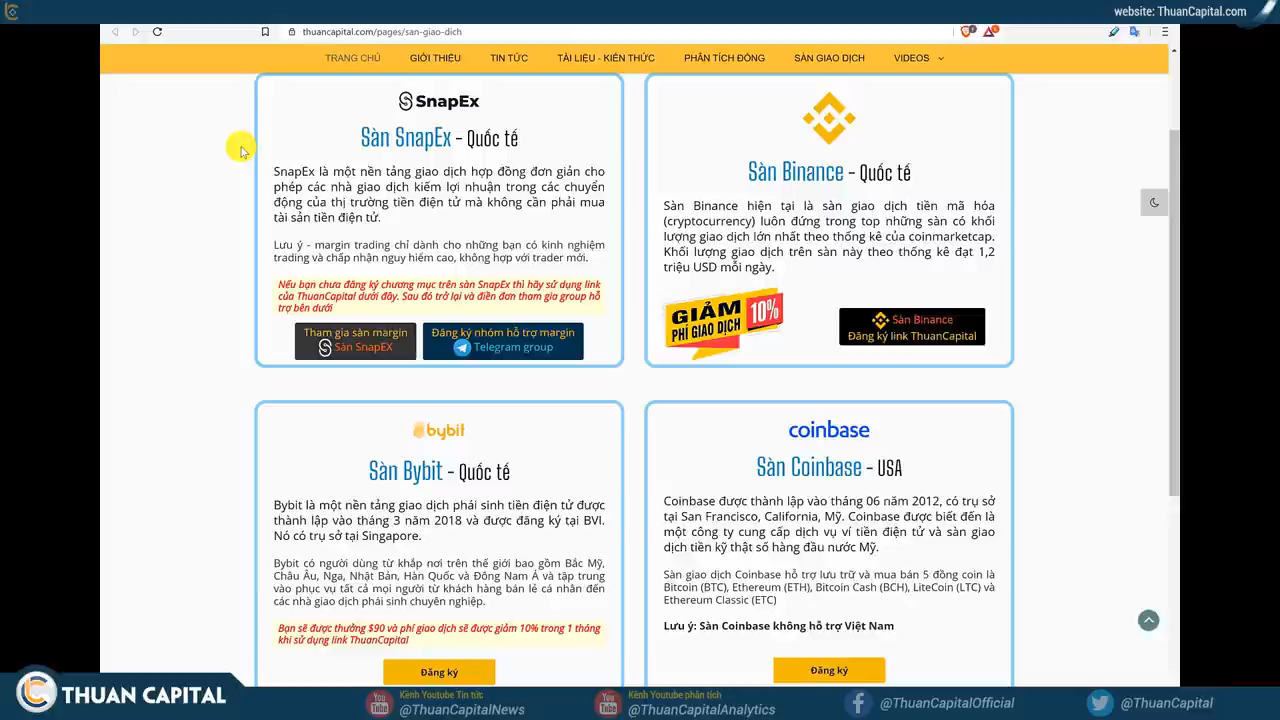 website: ThuanCapital.com
thuancapital.com/pages/san-giao-dich
TRANG CHỦ GIỚI THIỆU TIN TỨC TÀI LIỆU - KIẾN THỨC PHÂN TÍCH ĐỘNG SÀN GIAO DỊCH VIDEOS
SnapEx
Sàn SnapEx - Quốc tế
SnapEx là một nền tảng giao dịch hợp đồng đơn giản cho
phép các nhà giao dịch kiếm lợi nhuận trong các chuyển
động của thị trường tiền điện tử mà không cần phải mua
tài sản tiền điện tử.
Lưu ý - margin trading chỉ dành cho những bạn có kinh nghiệm
trading và chấp nhận nguy hiểm cao, không hợp với trader mới.
Nếu bạn chưa đăng ký chương mục trên sàn SnapEx thì hãy sử dụng link
của ThuanCapital dưới đây. Sau đó trở lại và điền đơn tham gia group hỗ
trợ bên dưới
Tham gia sàn margin
Sàn SnapEX
Đăng ký nhóm hỗ trợ margin
Telegram group
Sàn Binance - Quốc tế
Sàn Binance hiện tại là sàn giao dịch tiền mã hóa
(cryptocurrency) luôn đứng trong top những sàn có khối
lượng giao dịch lớn nhất theo thống kê của coinmarketcap.
Khối lượng giao dịch trên sàn này theo thống kê đạt 1,2
triệu USD mỗi ngày.
GIẢM 10%
PHÍ GIAO DỊCH
Sàn Binance
Đăng ký link ThuanCapital
bybit
Sàn Bybit - Quốc tế
Bybit là một nền tảng giao dịch phái sinh tiền điện tử được
thành lập vào tháng 3 năm 2018 và được đăng ký tại BVI.
Nó có trụ sở tại Singapore.
Bybit có người dùng từ khắp nơi trên thế giới bao gồm Bắc Mỹ,
Châu Âu, Nga, Nhật Bản, Hàn Quốc và Đông Nam Á và tập trung
vào phục vụ tất cả mọi người từ khách hàng bán lẻ cá nhân đến
các nhà giao dịch phái sinh chuyên nghiệp.
Bạn sẽ được thưởng $90 và phí giao dịch sẽ được giảm 10% trong 1 tháng
khi sử dụng link ThuanCapital
Đăng ký
coinbase
Sàn Coinbase - USA
Coinbase được thành lập vào tháng 06 năm 2012, có trụ sở
tại San Francisco, California, Mỹ. Coinbase được biết đến là
một công ty cung cấp dịch vụ ví tiền điện tử và sàn giao
dịch tiền kỹ thật số hàng đầu nước Mỹ.
Sàn giao dịch Coinbase hỗ trợ lưu trữ và mua bán 5 đồng coin là
Bitcoin (BTC), Ethereum (ETH), Bitcoin Cash (BCH), LiteCoin (LTC) và
Ethereum Classic (ETC)
Lưu ý: Sàn Coinbase không hỗ trợ Việt Nam
Đăng ký
THUAN CAPITAL
You Tube
Kênh Youtube Tin tức
@ThuanCapitalNews
You Tube
Kênh Youtube phân tích
@ThuanCapitalAnalytics
@ThuanCapitalOfficial
@ThuanCapital